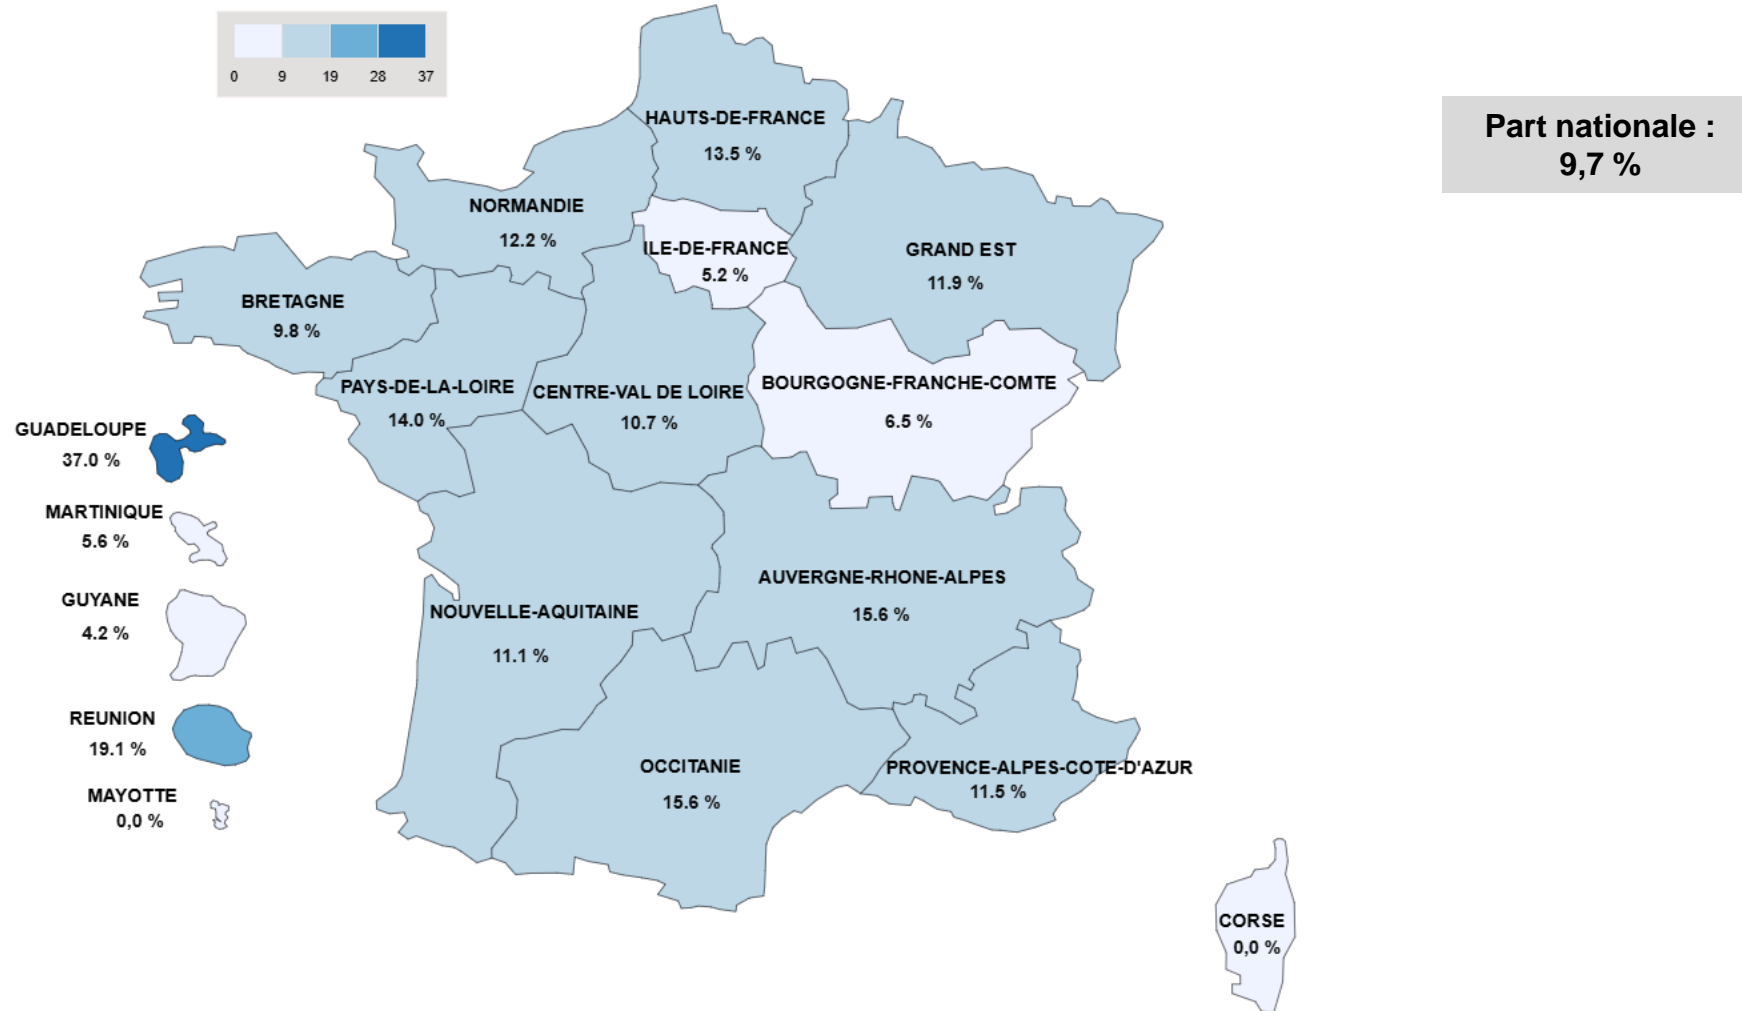 0 9 19 28 37
Part nationale :
9,7 %
HAUTS-DE-FRANCE
13.5 %
NORMANDIE
12.2 %
ILE-DE-FRANCE
5.2 %
GRAND EST
11.9 %
BRETAGNE
9.8 %
PAYS-DE-LA-LOIRE
14.0 %
CENTRE-VAL DE LOIRE
10.7 %
BOURGOGNE-FRANCHE-COMTE
6.5 %
GUADELOUPE
37.0 %
MARTINIQUE
5.6 %
GUYANE
4.2 %
REUNION
19.1 %
MAYOTTE
0,0 %
NOUVELLE-AQUITAINE
11.1 %
AUVERGNE-RHONE-ALPES
15.6 %
OCCITANIE
15.6 %
PROVENCE-ALPES-COTE-D'AZUR
11.5 %
CORSE
0,0 %